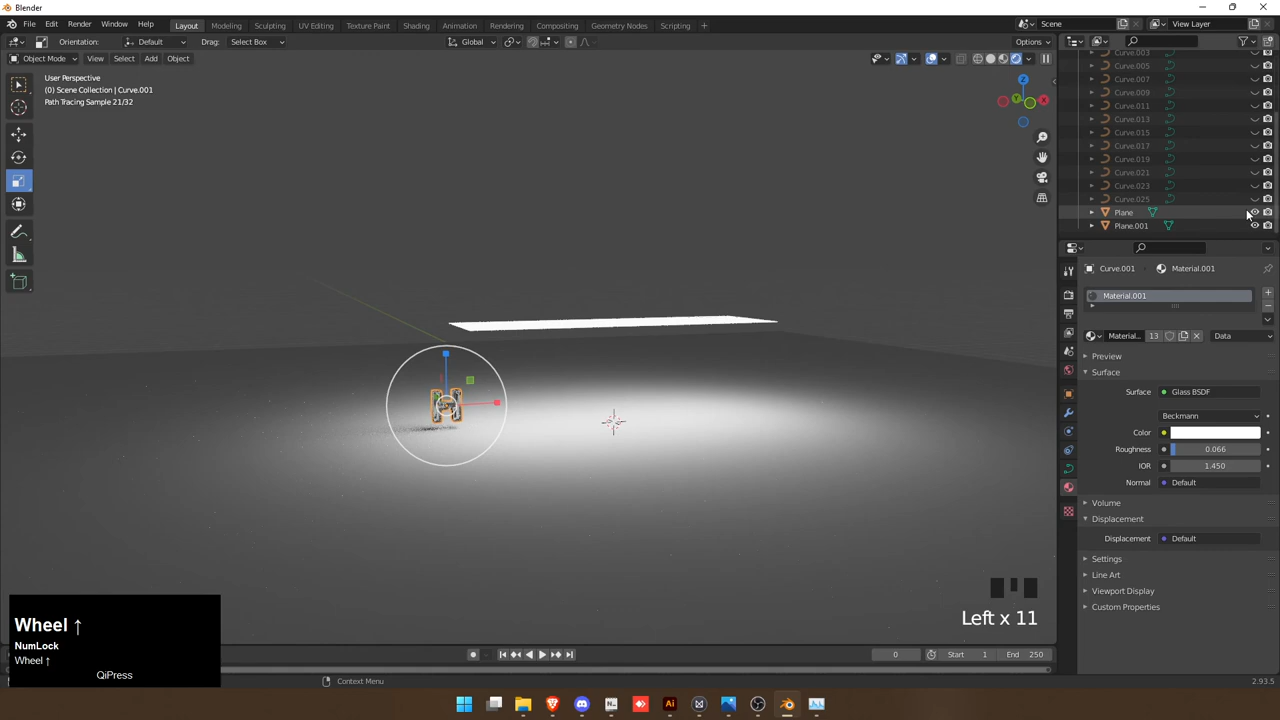 Blender
File Edit Render Window Help Layout Modeling Sculpting UV Editing Texture Paint Shading Animation Rendering Compositing Geometry Nodes Scripting + Scene View Layer
Orientation: Default Drag: Select Box Global Options
Object Mode View Select Add Object
User Perspective
(0) Scene Collection | Curve.001
Path Tracing Sample 21/32
Z
Y
X
Curve.003
Curve.005
Curve.007
Curve.009
Curve.011
Curve.013
Curve.015
Curve.017
Curve.019
Curve.021
Curve.023
Curve.025
Plane
Plane.001
Curve.001 Material.001
Material.001
Material... 13 Data
Preview
Surface
Surface Glass BSDF
Beckmann
Color
Roughness 0.066
IOR 1.450
Normal Default
Volume
Displacement
Displacement Default
Settings
Line Art
Viewport Display
Custom Properties
Left x 11
Wheel ↑
NumLock
Wheel ↑
QiPress
0 Start 1 End 250
Context Menu 2.93.5
Ai